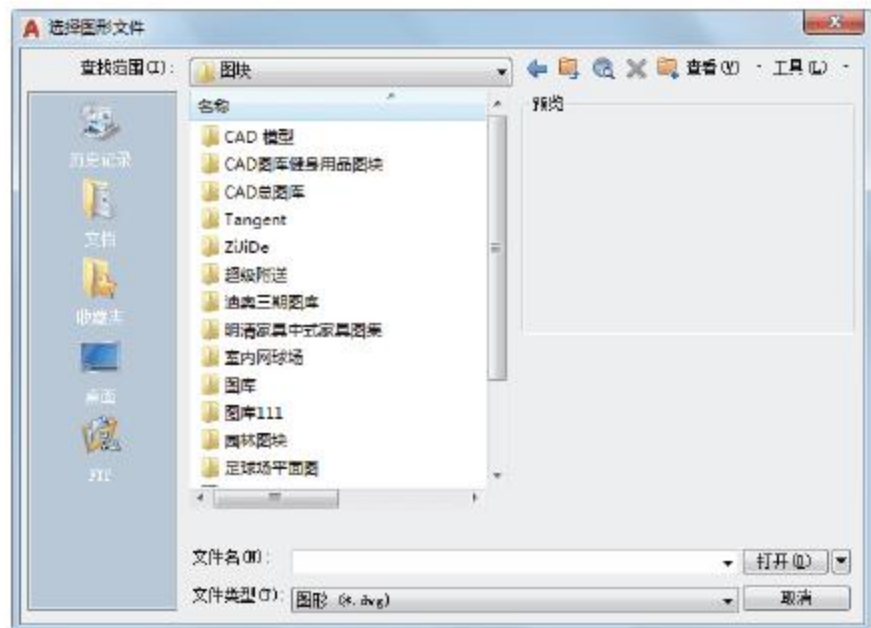 选择图形文件
查找范围(I): 图块 查看(V) · 工具(L) ·
名称 预览
历史记录
文档
收藏夹
桌面
FTP
CAD 模型
CAD图库健身用品图块
CAD总图库
Tangent
ZiJiDe
超级附送
迪奥三期图库
明清家具中式家具图集
室内网球场
图库
图库111
园林图块
足球场平面图
文件名(N): 打开(O)
文件类型(T): 图形 (*.dwg) 取消